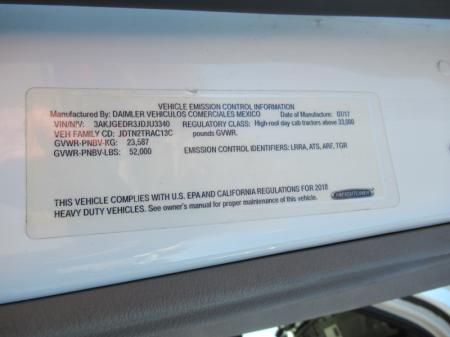 VEHICLE EMISSION CONTROL INFORMATION
Manufactured By: DAIMLER VEHICULOS COMERCIALES MEXICO Date of Manufacture: 07/17
VIN/N°V: 3AKJGEDR3JDJU3340 REGULATORY CLASS: High-roof day cab tractors above 33,000
VEH FAMILY CD: JDTN2TRAC13C pounds GVWR.
GVWR-PNBV-KG: 23,587
GVWR-PNBV-LBS: 52,000 EMISSION CONTROL IDENTIFIERS: LRRA, ATS, ARF, TGR
THIS VEHICLE COMPLIES WITH U.S. EPA AND CALIFORNIA REGULATIONS FOR 2018
HEAVY DUTY VEHICLES. See owner's manual for proper maintenance of this vehicle.
FREIGHTLINER